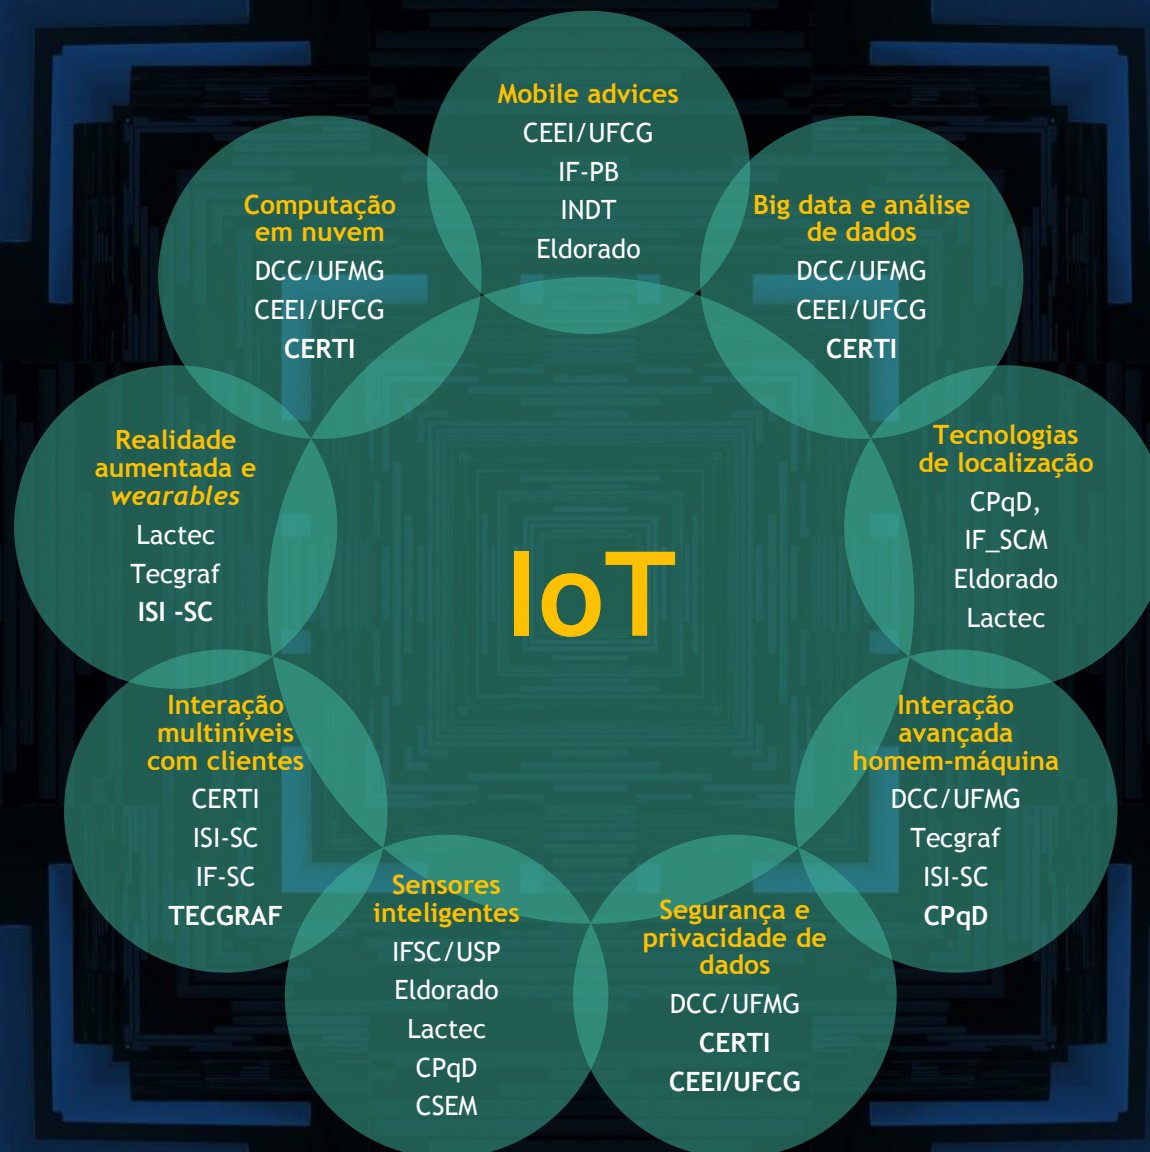 Mobile advices
CEEI/UFCG
IF-PB
INDT
Eldorado
Computação
em nuvem
DCC/UFMG
CEEI/UFCG
CERTI
Big data e análise
de dados
DCC/UFMG
CEEI/UFCG
CERTI
Realidade
aumentada e
wearables
Lactec
Tecgraf
ISI -SC
Tecnologias
de localização
CPqD,
IF_SCM
Eldorado
Lactec
IoT
Interação
multiníveis
com clientes
CERTI
ISI-SC
IF-SC
TECGRAF
Interação
avançada
homem-máquina
DCC/UFMG
Tecgraf
ISI-SC
CPqD
Sensores
inteligentes
IFSC/USP
Eldorado
Lactec
CPqD
CSEM
Segurança e
privacidade de
dados
DCC/UFMG
CERTI
CEEI/UFCG